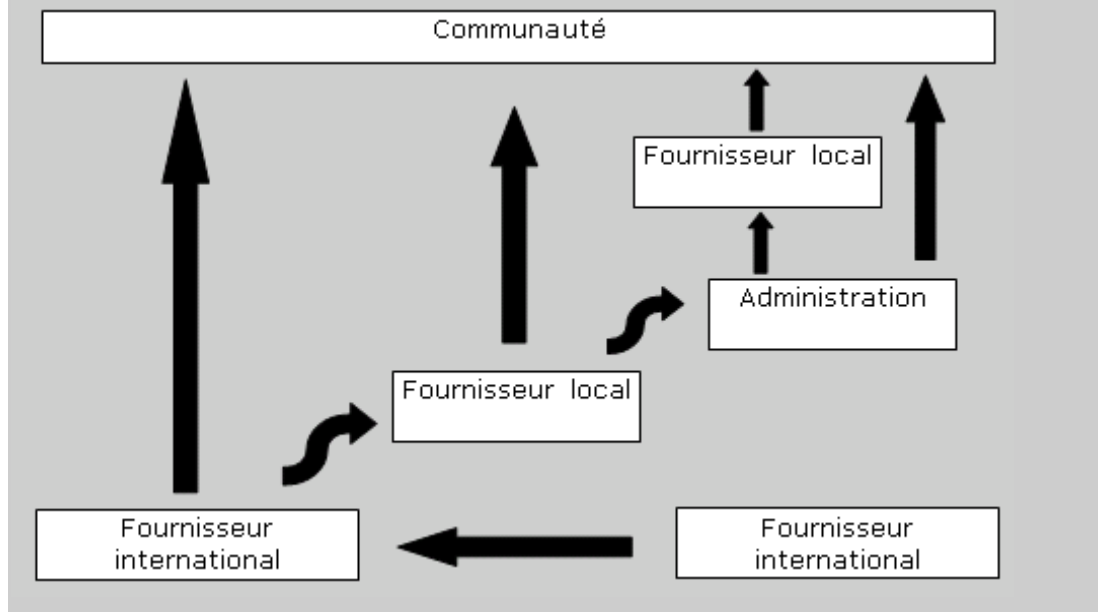 Communauté
Fournisseur local
Administration
Fournisseur local
Fournisseur
international
Fournisseur
international